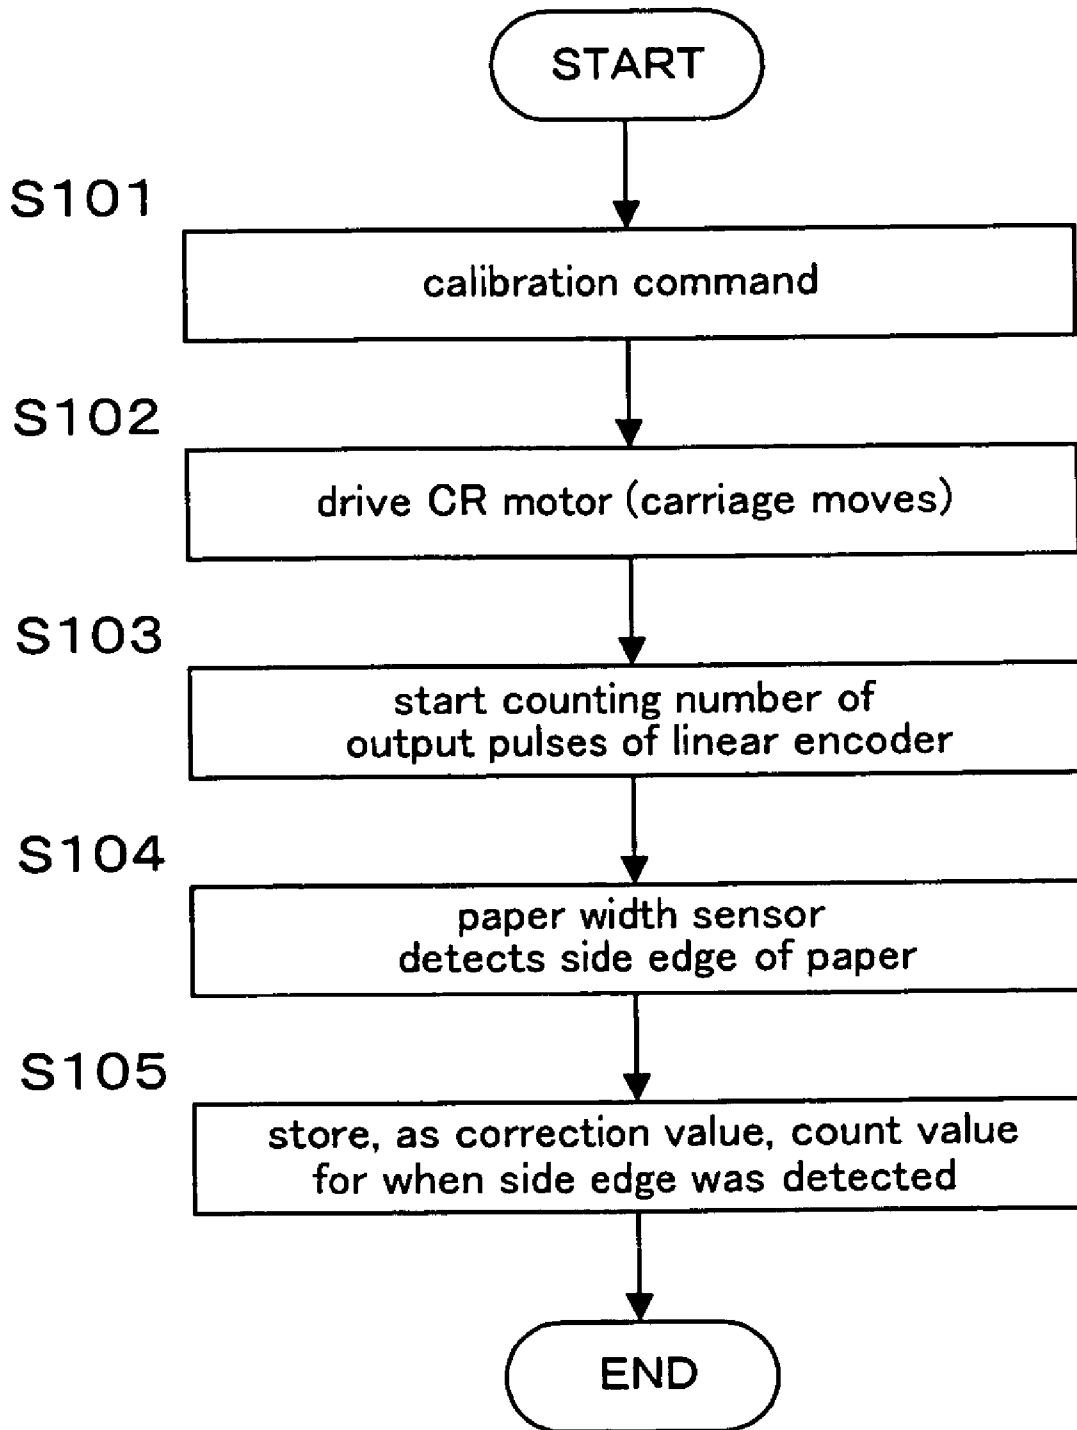 START
S101
calibration command
S102
drive CR motor (carriage moves)
S103
start counting number of
output pulses of linear encoder
S104
paper width sensor
detects side edge of paper
S105
store, as correction value, count value
for when side edge was detected
END